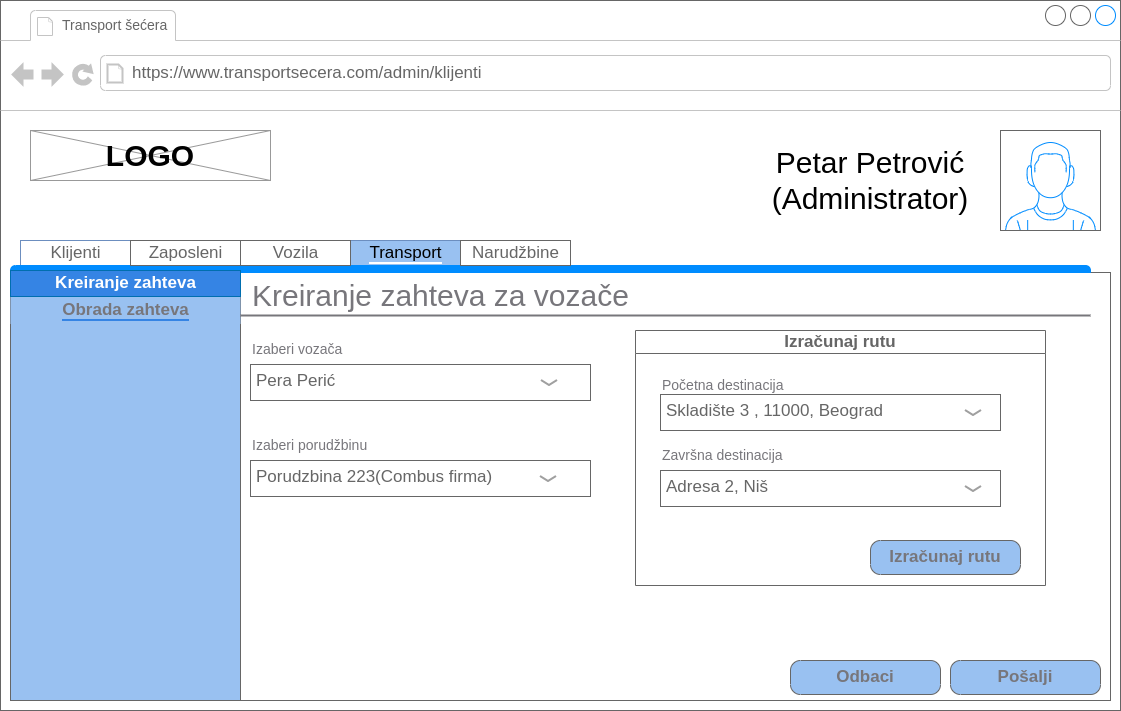 Transport šećera
https://www.transportsecera.com/admin/klijenti
LOGO
Petar Petrović
(Administrator)
Klijenti
Zaposleni
Vozila
Transport
Narudžbine
Kreiranje zahteva
Obrada zahteva
Kreiranje zahteva za vozače
Izaberi vozača
Pera Perić
Izaberi porudžbinu
Porudzbina 223(Combus firma)
Izračunaj rutu
Početna destinacija
Skladište 3 , 11000, Beograd
Završna destinacija
Adresa 2, Niš
Izračunaj rutu
Odbaci
Pošalji